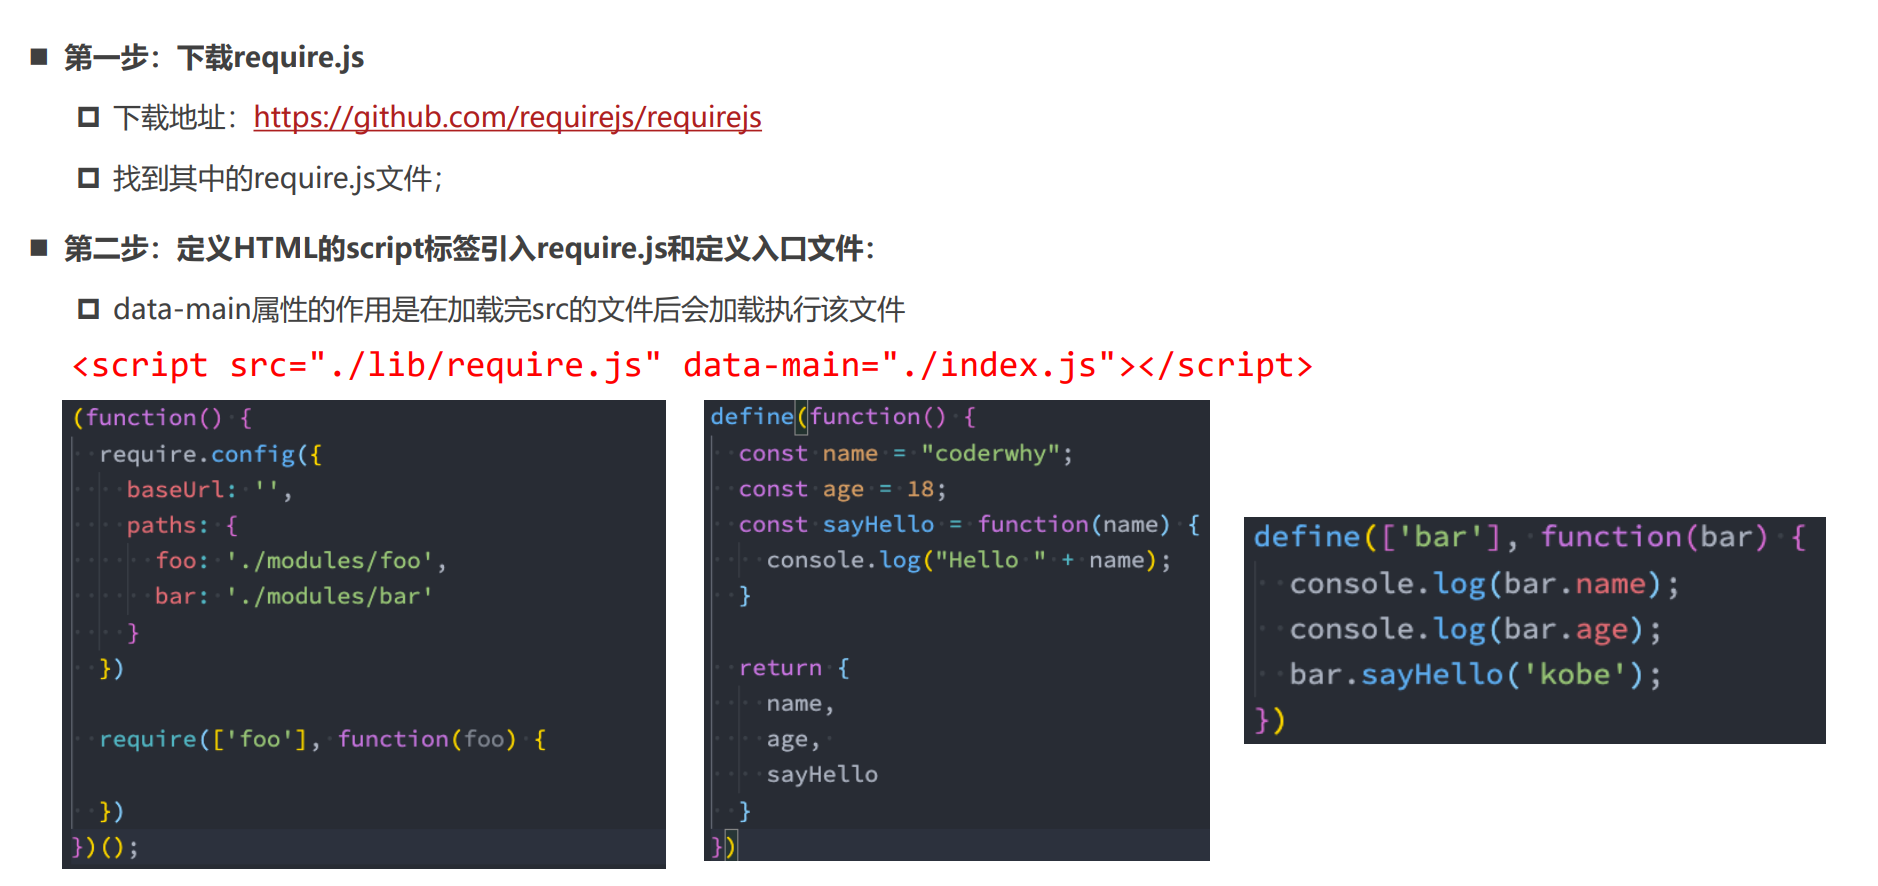 第一步：下载require.js
下载地址：https://github.com/requirejs/requirejs
找到其中的require.js文件；
第二步：定义HTML的script标签引入require.js和定义入口文件：
data-main属性的作用是在加载完src的文件后会加载执行该文件
<script src="./lib/require.js" data-main="./index.js"></script>
(function() {
  require.config({
    baseUrl: '',
    paths: {
      foo: './modules/foo',
      bar: './modules/bar'
    }
  })
  require(['foo'], function(foo) {
  })
})();
define(function() {
  const name = "coderwhy";
  const age = 18;
  const sayHello = function(name) {
    console.log("Hello " + name);
  }
  return {
    name,
    age,
    sayHello
  }
})
define(['bar'], function(bar) {
  console.log(bar.name);
  console.log(bar.age);
  bar.sayHello('kobe');
})